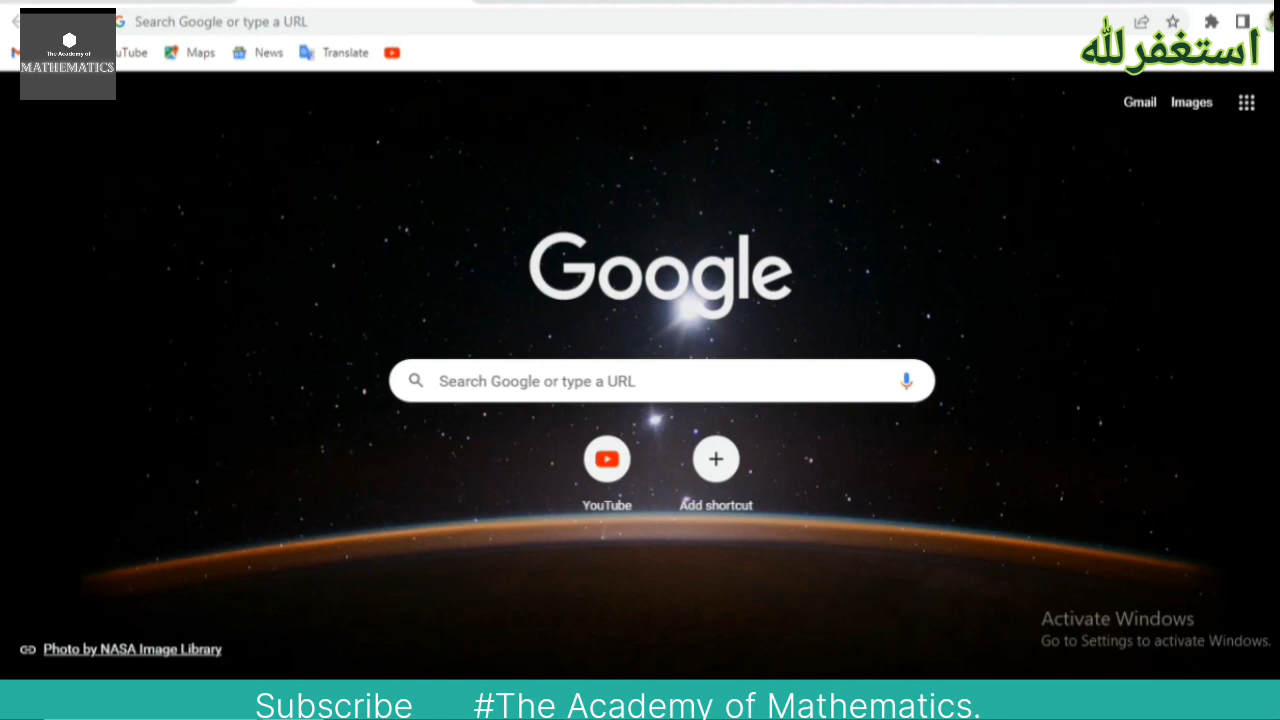 Search Google or type a URL
The Academy of
MATHEMATICS
Maps
News
Translate
استغفرلله
Gmail
Images
Google
Search Google or type a URL
YouTube
Add shortcut
Activate Windows
Go to Settings to activate Windows.
Photo by NASA Image Library
Subscribe #The Academy of Mathematics.